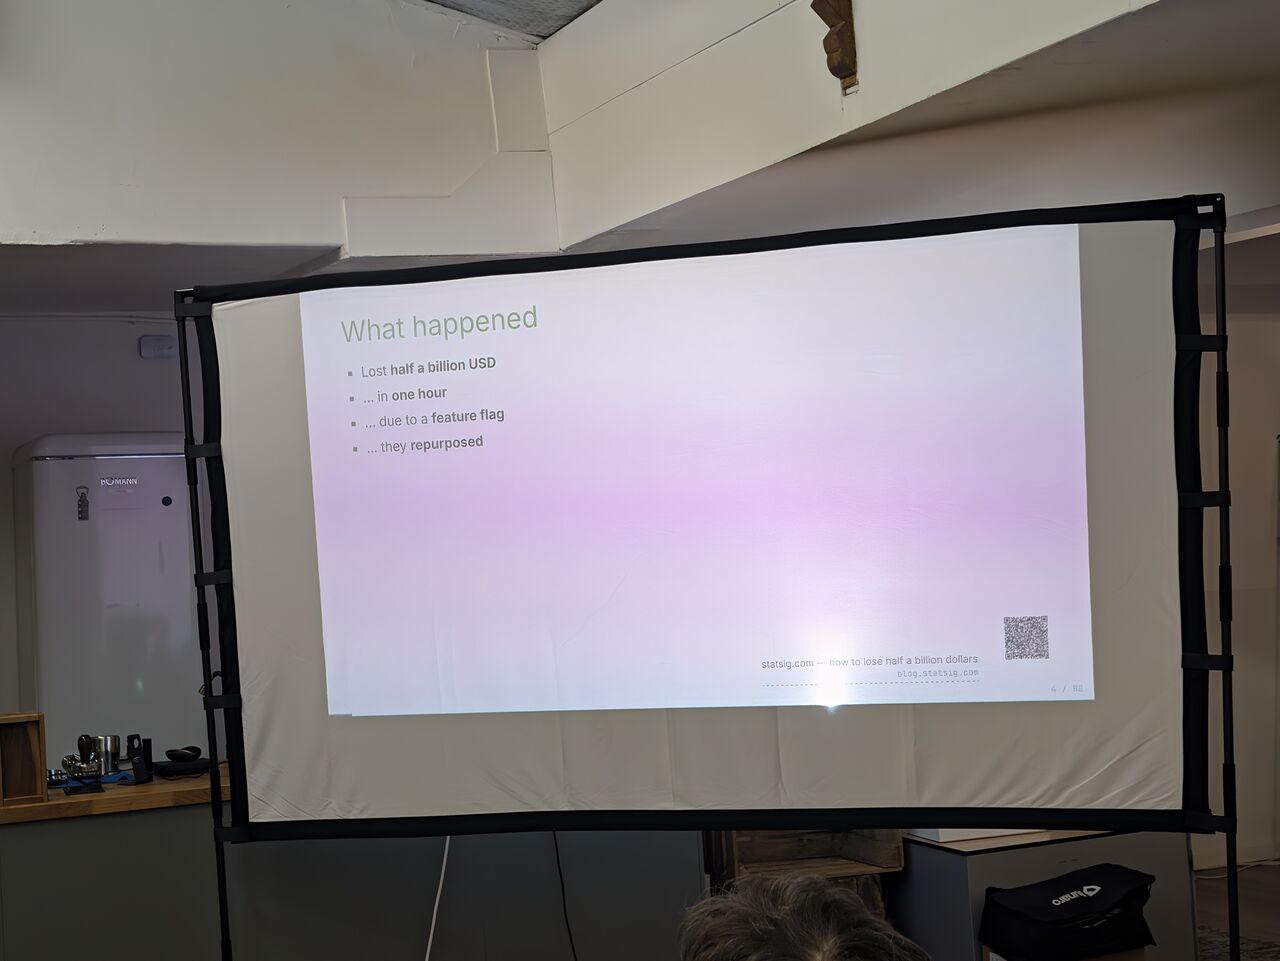 What happened
▪ Lost half a billion USD
▪ ... in one hour
▪ ... due to a feature flag
▪ ... they repurposed
statsig.com — how to lose half a billion dollars
blog.statsig.com
4 /
BOMANN